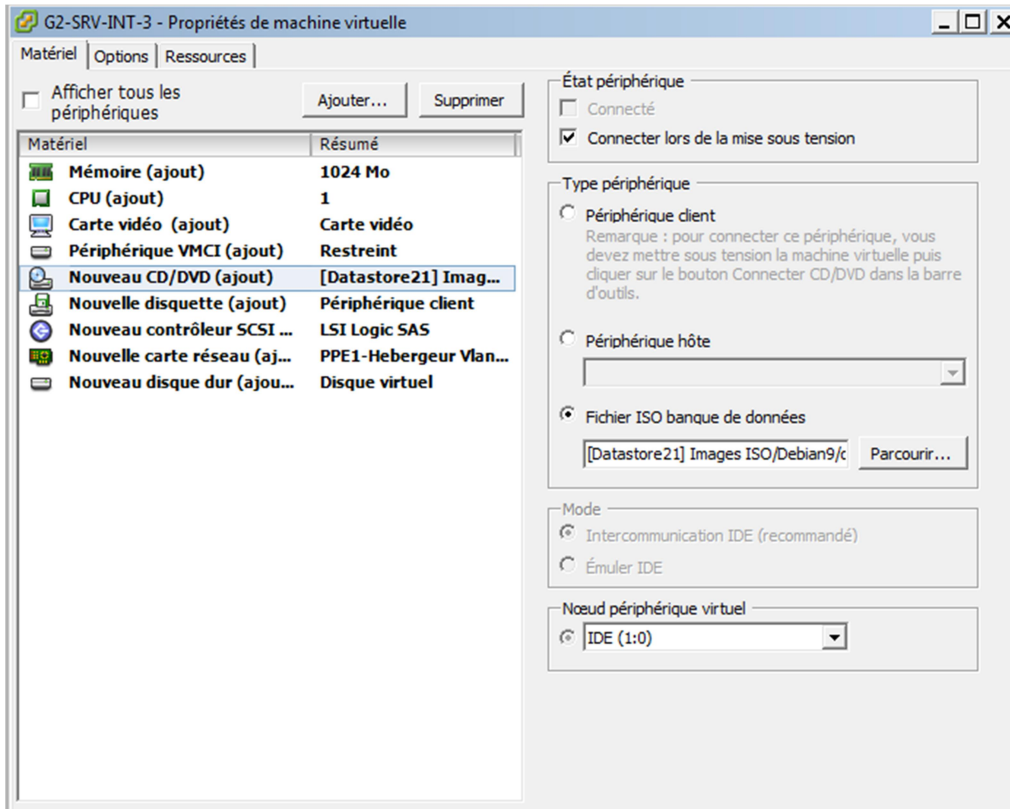 G2-SRV-INT-3 - Propriétés de machine virtuelle
Matériel Options Ressources
Afficher tous les
périphériques
Ajouter... Supprimer
Matériel Résumé
Mémoire (ajout) 1024 Mo
CPU (ajout) 1
Carte vidéo (ajout) Carte vidéo
Périphérique VMCI (ajout) Restreint
Nouveau CD/DVD (ajout) [Datastore21] Imag...
Nouvelle disquette (ajout) Périphérique client
Nouveau contrôleur SCSI ... LSI Logic SAS
Nouvelle carte réseau (aj... PPE1-Hebergeur Vlan...
Nouveau disque dur (ajou... Disque virtuel
État périphérique
Connecté
Connecter lors de la mise sous tension
Type périphérique
Périphérique client
Remarque : pour connecter ce périphérique, vous
devez mettre sous tension la machine virtuelle puis
cliquer sur le bouton Connecter CD/DVD dans la barre
d'outils.
Périphérique hôte
Fichier ISO banque de données
[Datastore21] Images ISO/Debian9/c Parcourir...
Mode
Intercommunication IDE (recommandé)
Émuler IDE
Nœud périphérique virtuel
IDE (1:0)